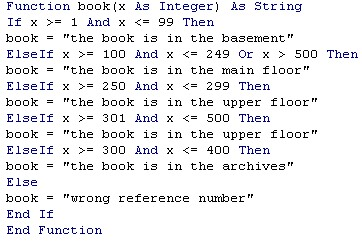 Function book(x As Integer) As String
If x >= 1 And x <= 99 Then
book = "the book is in the basement"
ElseIf x >= 100 And x <= 249 Or x > 500 Then
book = "the book is in the main floor"
ElseIf x >= 250 And x <= 299 Then
book = "the book is in the upper floor"
ElseIf x >= 301 And x <= 500 Then
book = "the book is in the upper floor"
ElseIf x >= 300 And x <= 400 Then
book = "the book is in the archives"
Else
book = "wrong reference number"
End If
End Function